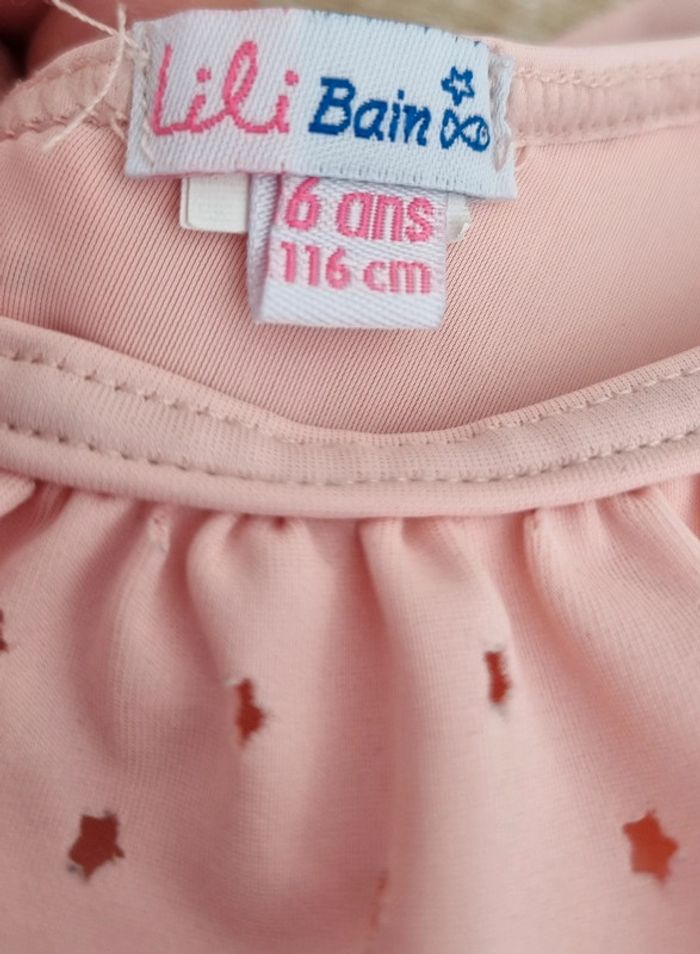 Lili Bain
6 ans
116 cm